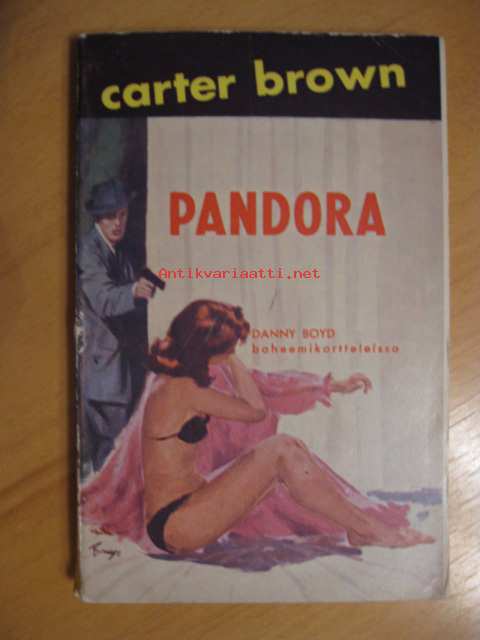 carter brown
PANDORA
Antikvariaatti.net
DANNY BOYD
boheemikortteleissa